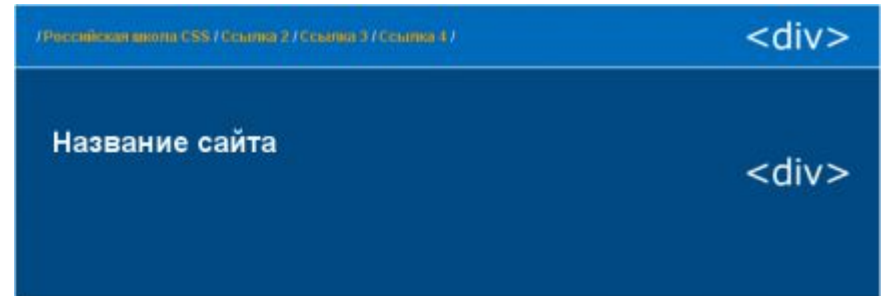 / Российская школа CSS / Ссылка 2 / Ссылка 3 / Ссылка 4 /
<div>
Название сайта
<div>